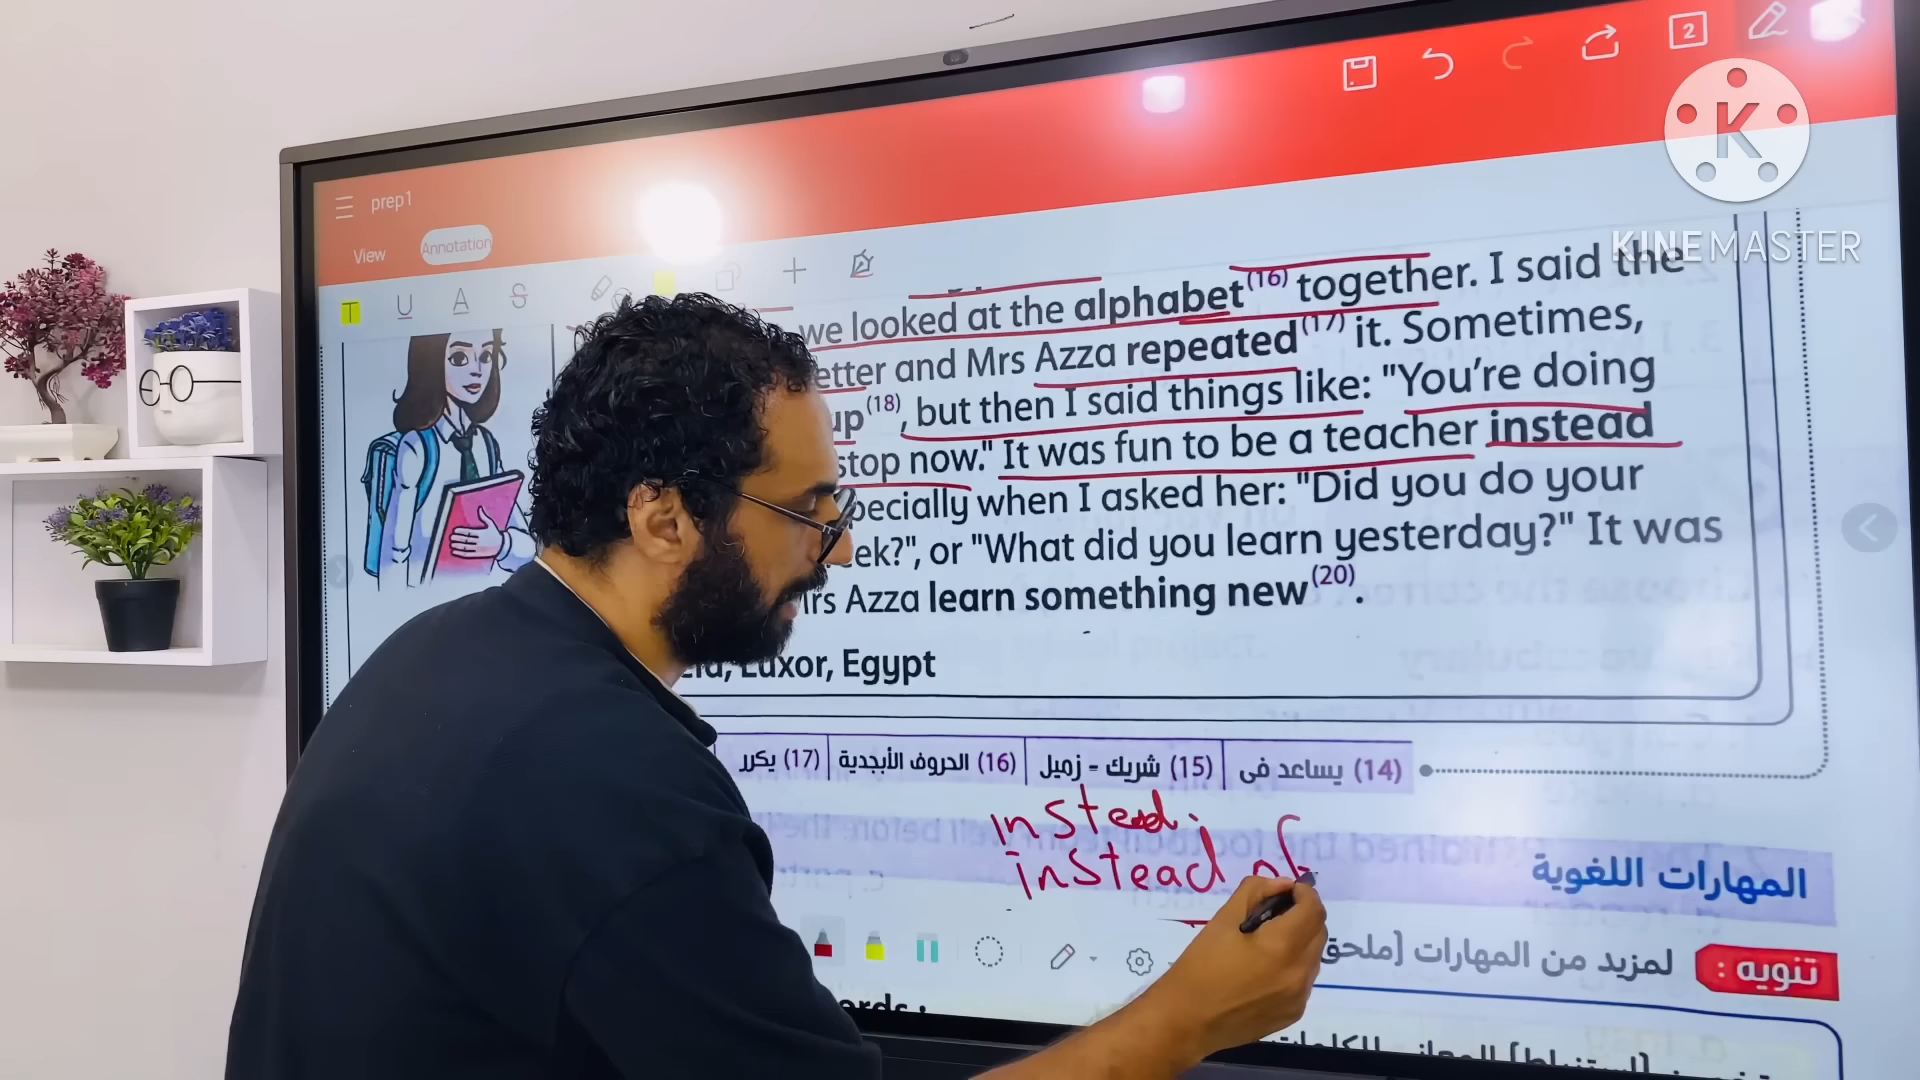 prep1
View
Annotation
2
K
KINEMASTER
T U A S
we looked at the alphabet(16) together. I said the
etter and Mrs Azza repeated(17) it. Sometimes,
up(18), but then I said things like: "You're doing
stop now." It was fun to be a teacher instead
pecially when I asked her: "Did you do your
ek?", or "What did you learn yesterday?" It was
Mrs Azza learn something new(20).
Luxor, Egypt
(14) يساعد فى
(15) شريك - زميل
(16) الحروف الأبجدية
(17) يكرر
instead.
instead of
المهارات اللغوية
تنويه :
لمزيد من المهارات [ملحق
ords :